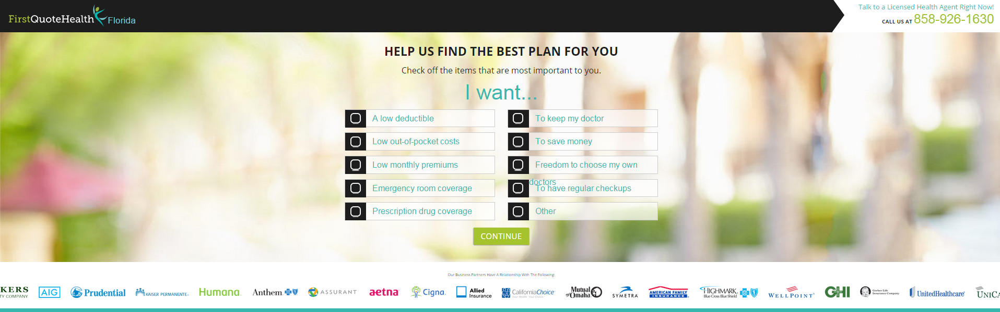 FirstQuoteHealth Florida
Talk to a Licensed Health Agent Right Now!
CALL US AT 858-926-1630
HELP US FIND THE BEST PLAN FOR YOU
Check off the items that are most important to you.
I want...
A low deductible
To keep my doctor
Low out-of-pocket costs
To save money
Low monthly premiums
Freedom to choose my own
doctors
Emergency room coverage
To have regular checkups
Prescription drug coverage
Other
CONTINUE
Our Business Partners Have A Relationship With The Following:
KERS
TY COMPANY
AIG
Prudential
KAISER PERMANENTE
Humana
Anthem
ASSURANT
aetna
Cigna
Allied
Insurance
CaliforniaChoice
Your Health. Your Choice.
Mutual
of Omaha
SYMETRA
AMERICAN FAMILY
INSURANCE
HIGHMARK
Blue Cross Blue Shield
WELLPOINT
GHI
Gerber Life
Insurance Company
UnitedHealthcare
UNICA